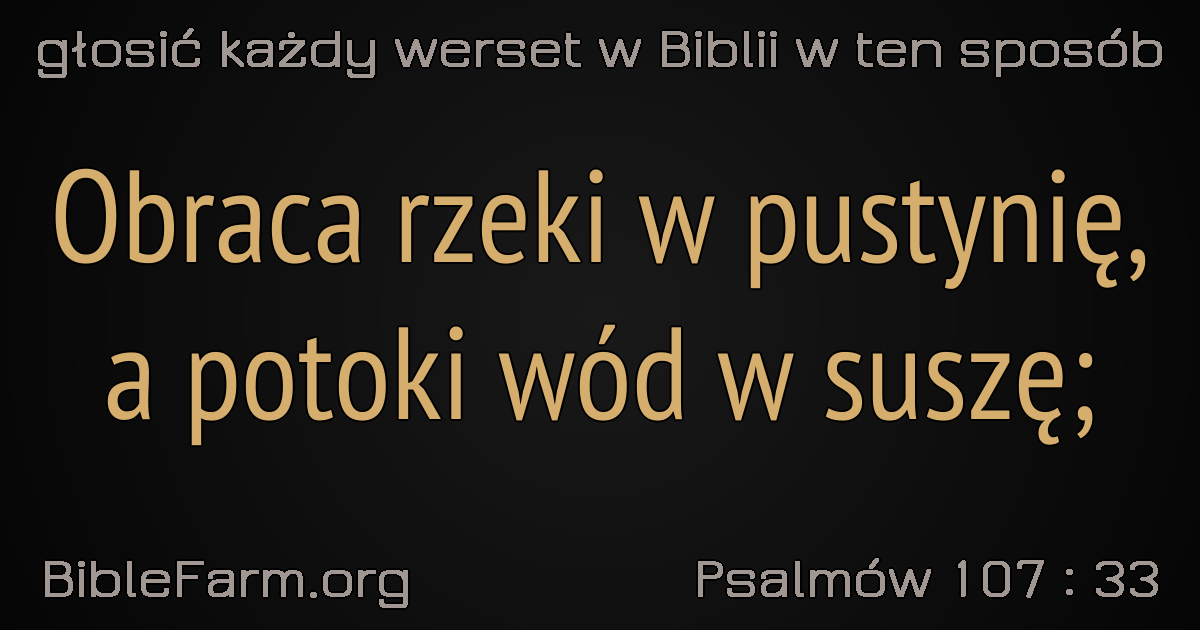 głosić każdy werset w Biblii w ten sposób
Obraca rzeki w pustynię,
a potoki wód w suszę;
BibleFarm.org
Psalmów 107 : 33